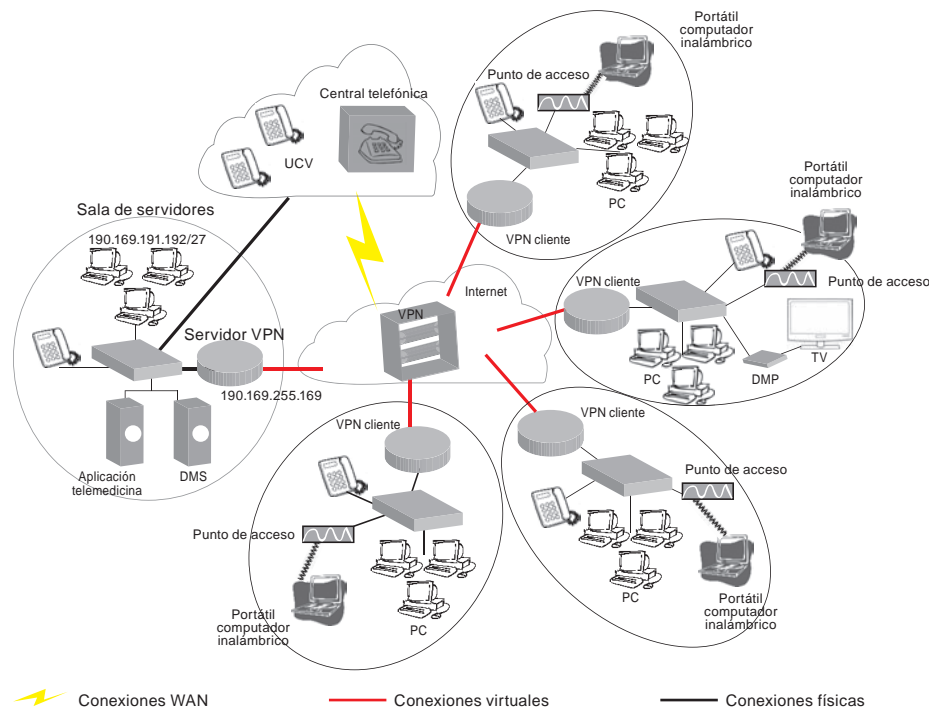 Portátil
computador
inalámbrico
Punto de acceso
PC
VPN cliente
Central telefónica
UCV
Sala de servidores
190.169.191.192/27
Servidor VPN
190.169.255.169
Aplicación
telemedicina
DMS
Internet
VPN
Portátil
computador
inalámbrico
VPN cliente
Punto de acceso
PC
DMP
TV
VPN cliente
Punto de acceso
PC
Portátil
computador
inalámbrico
VPN cliente
Punto de acceso
PC
Portátil
computador
inalámbrico
Conexiones WAN
Conexiones virtuales
Conexiones físicas